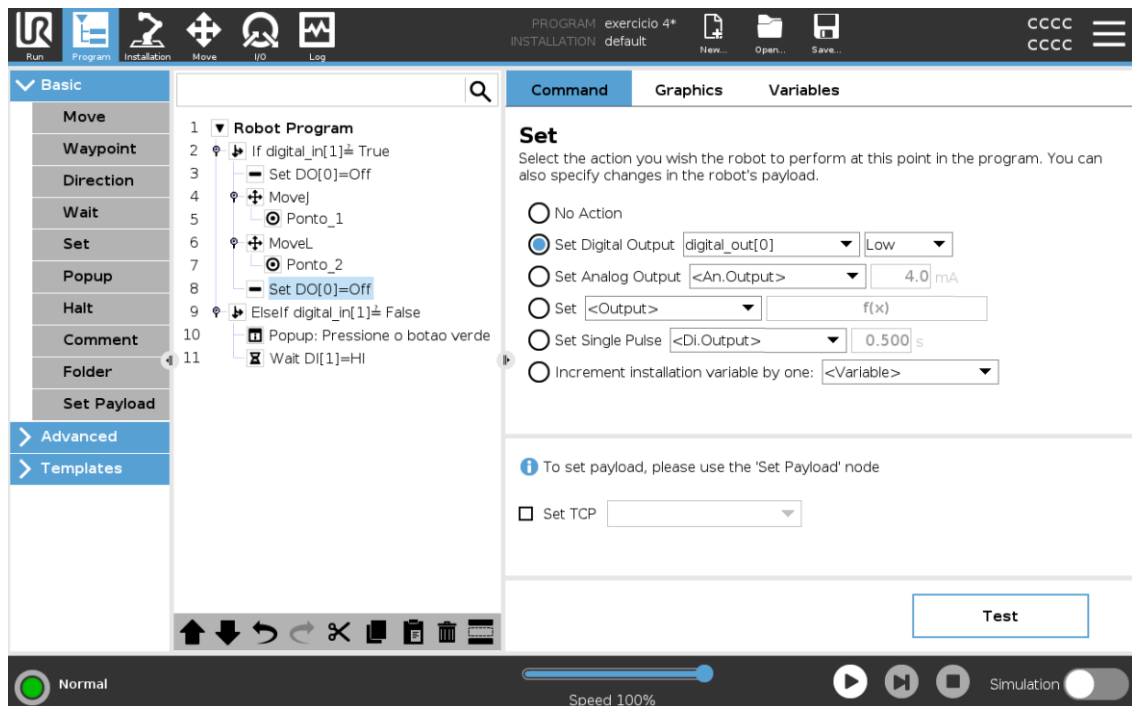 PROGRAM exercicio 4*
INSTALLATION default
New... Open... Save...
CCCC
CCCC
Run Program Installation Move I/O Log
Basic
Move
Waypoint
Direction
Wait
Set
Popup
Halt
Comment
Folder
Set Payload
Advanced
Templates
1 Robot Program
2 If digital_in[1]≟ True
3 Set DO[0]=Off
4 MoveJ
5 Ponto_1
6 MoveL
7 Ponto_2
8 Set DO[0]=Off
9 ElseIf digital_in[1]≟ False
10 Popup: Pressione o botao verde
11 Wait DI[1]=HI
Command Graphics Variables
Set
Select the action you wish the robot to perform at this point in the program. You can
also specify changes in the robot's payload.
No Action
Set Digital Output digital_out[0] Low
Set Analog Output <An.Output> 4.0 mA
Set <Output> f(x)
Set Single Pulse <Di.Output> 0.500 s
Increment installation variable by one: <Variable>
To set payload, please use the 'Set Payload' node
Set TCP
Test
Normal
Speed 100%
Simulation